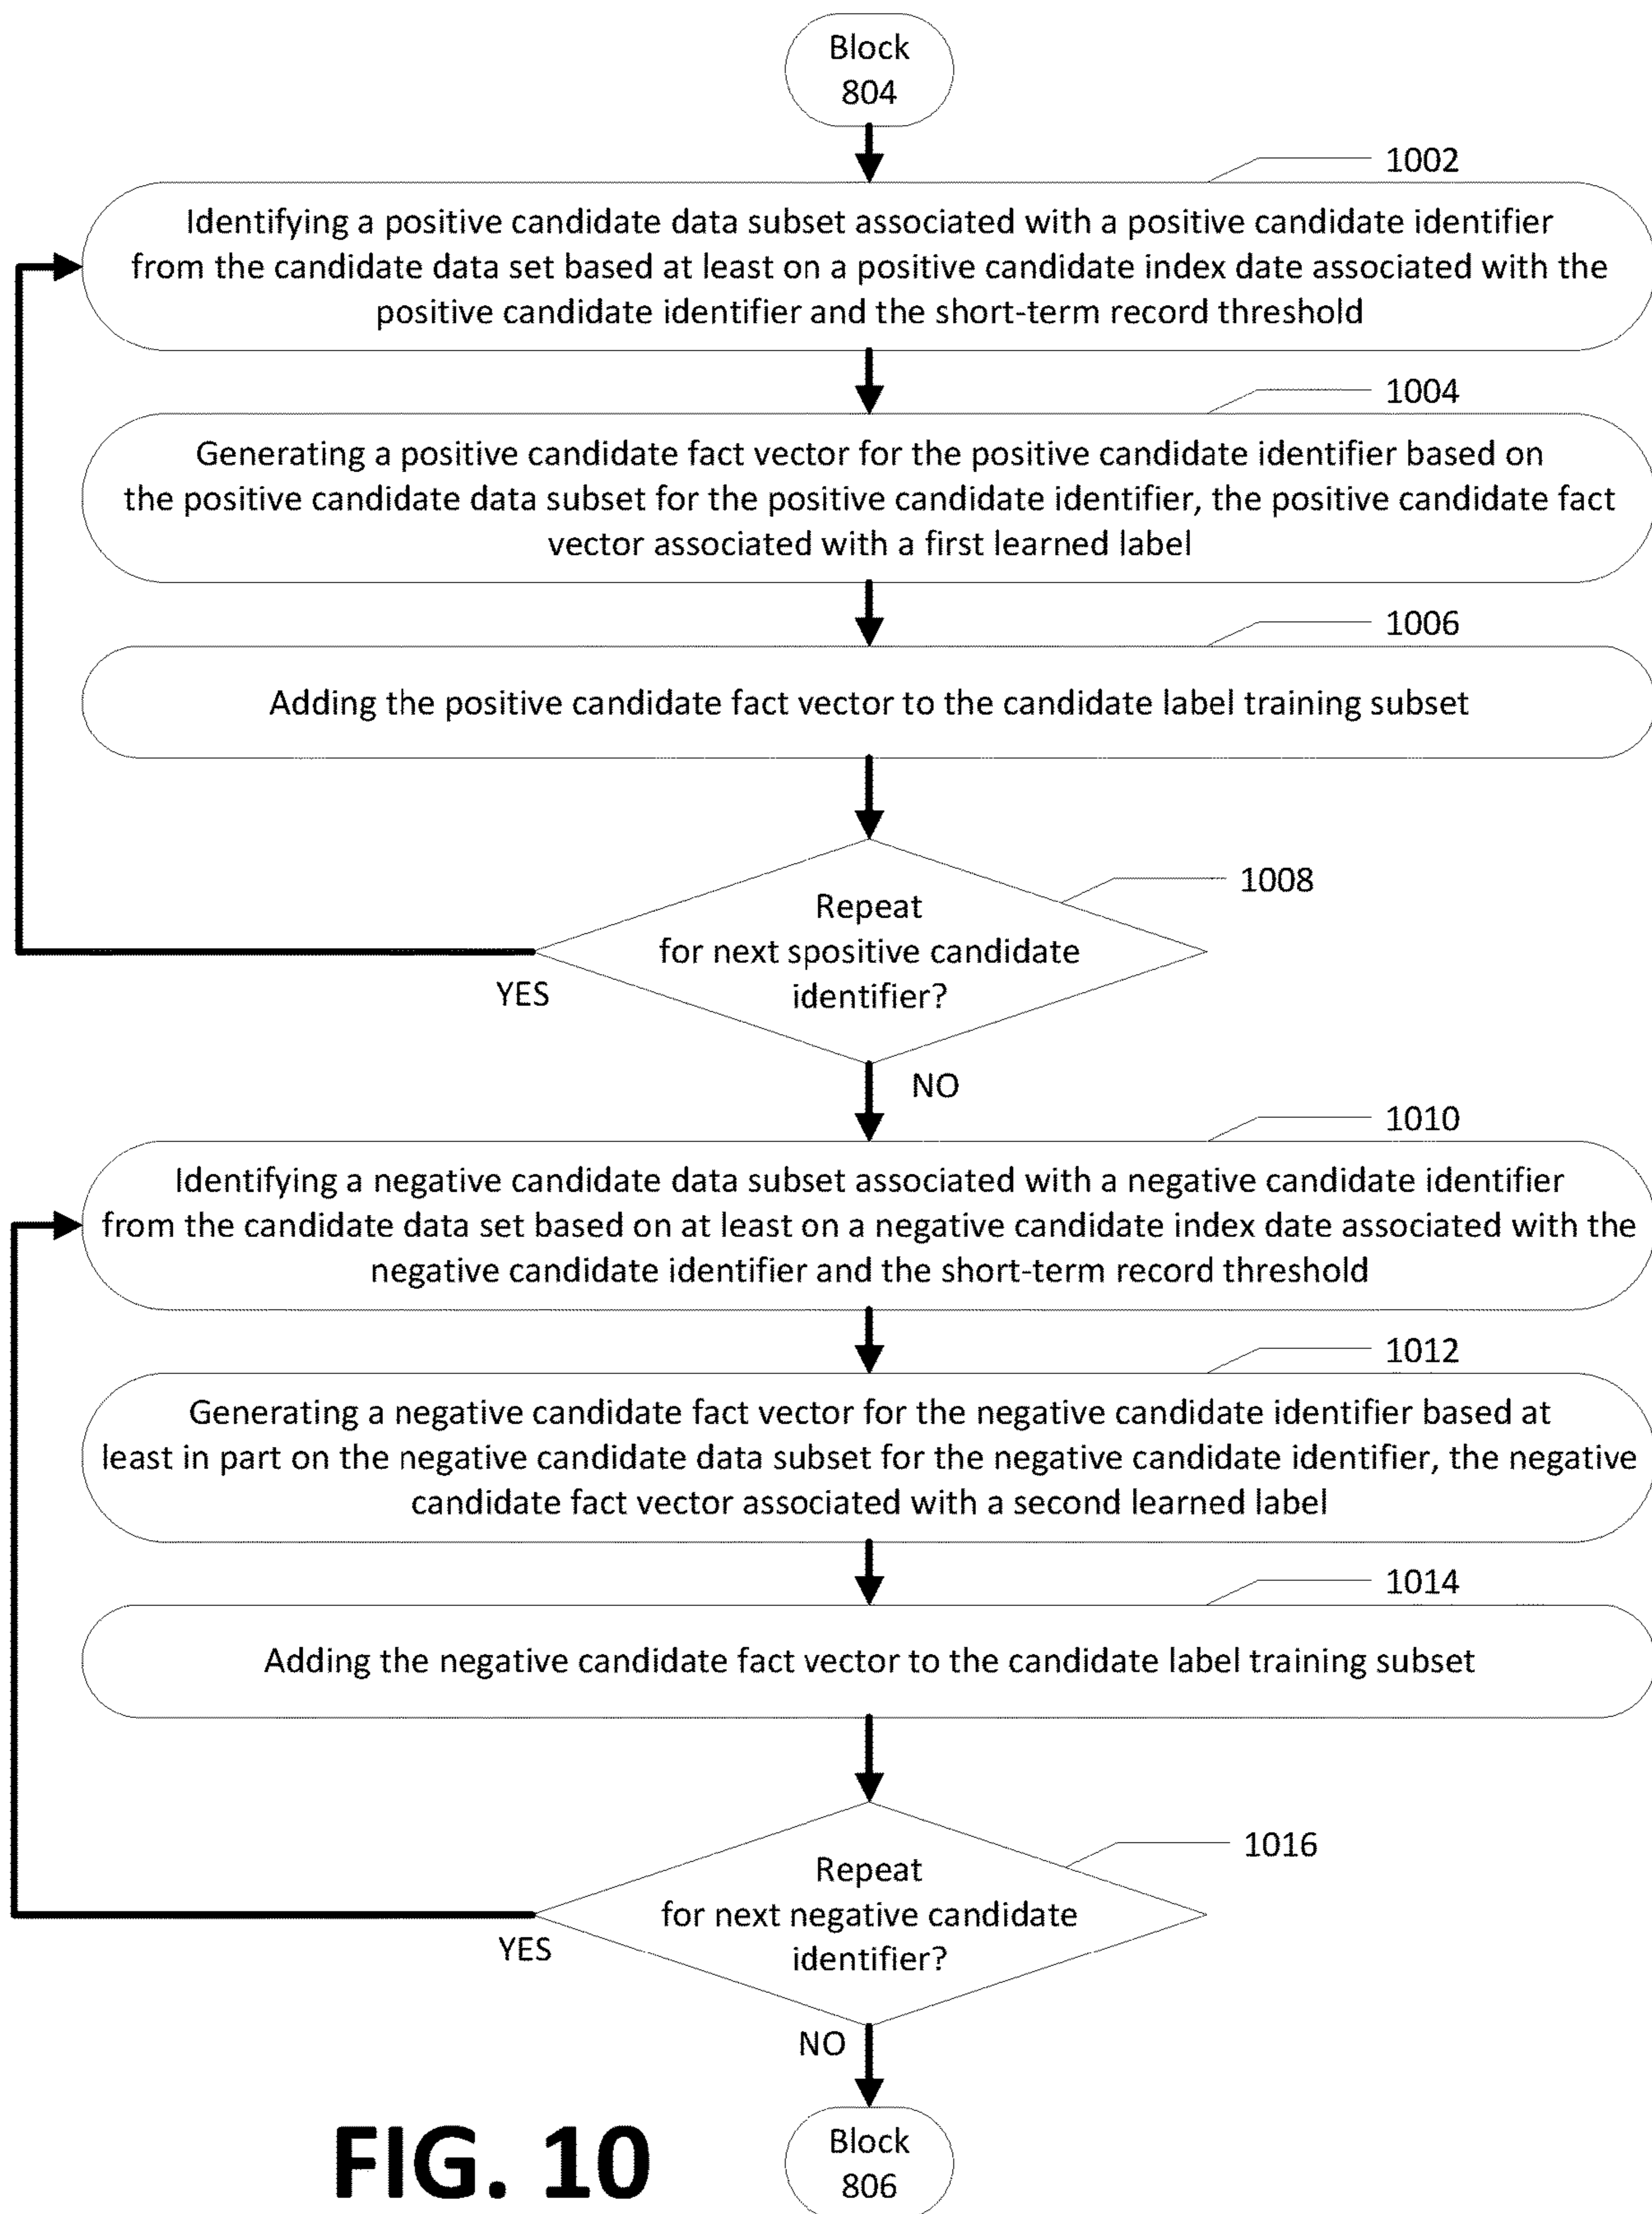 Block
804
1002
Identifying a positive candidate data subset associated with a positive candidate identifier
from the candidate data set based at least on a positive candidate index date associated with the
positive candidate identifier and the short-term record threshold
1004
Generating a positive candidate fact vector for the positive candidate identifier based on
the positive candidate data subset for the positive candidate identifier, the positive candidate fact
vector associated with a first learned label
1006
Adding the positive candidate fact vector to the candidate label training subset
1008
Repeat
for next spositive candidate
identifier?
YES
NO
1010
Identifying a negative candidate data subset associated with a negative candidate identifier
from the candidate data set based on at least on a negative candidate index date associated with the
negative candidate identifier and the short-term record threshold
1012
Generating a negative candidate fact vector for the negative candidate identifier based at
least in part on the negative candidate data subset for the negative candidate identifier, the negative
candidate fact vector associated with a second learned label
1014
Adding the negative candidate fact vector to the candidate label training subset
1016
Repeat
for next negative candidate
identifier?
YES
NO
Block
806
FIG. 10